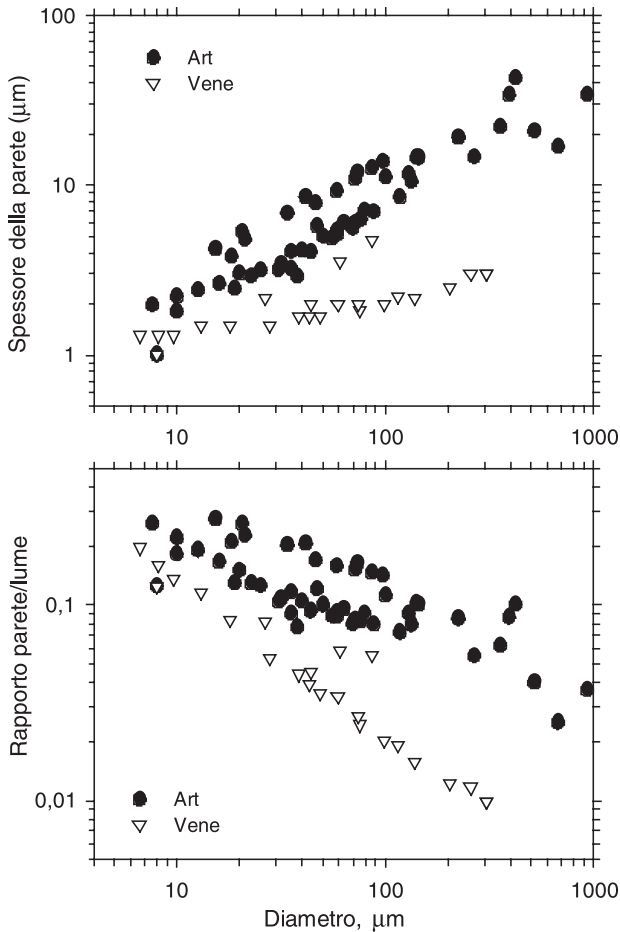 100
Art
Vene
10
1
Spessore della parete (μm)
10
100
1000
0,1
0,01
Rapporto parete/lume
Art
Vene
10
100
1000
Diametro, μm